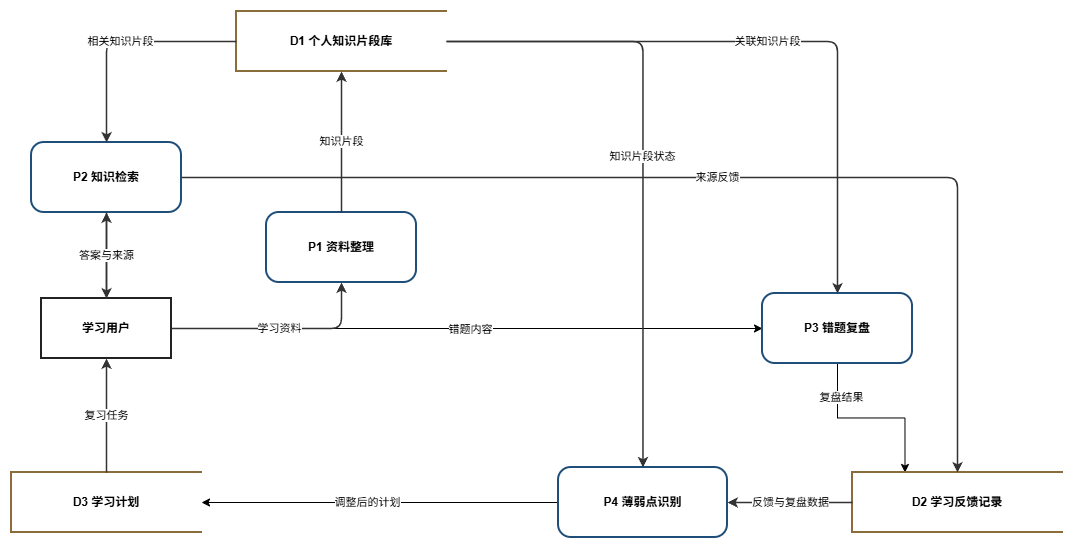 D1 个人知识片段库
相关知识片段
关联知识片段
知识片段
知识片段状态
P2 知识检索
来源反馈
P1 资料整理
答案与来源
学习用户
学习资料
错题内容
P3 错题复盘
复盘结果
复习任务
D3 学习计划
调整后的计划
P4 薄弱点识别
反馈与复盘数据
D2 学习反馈记录